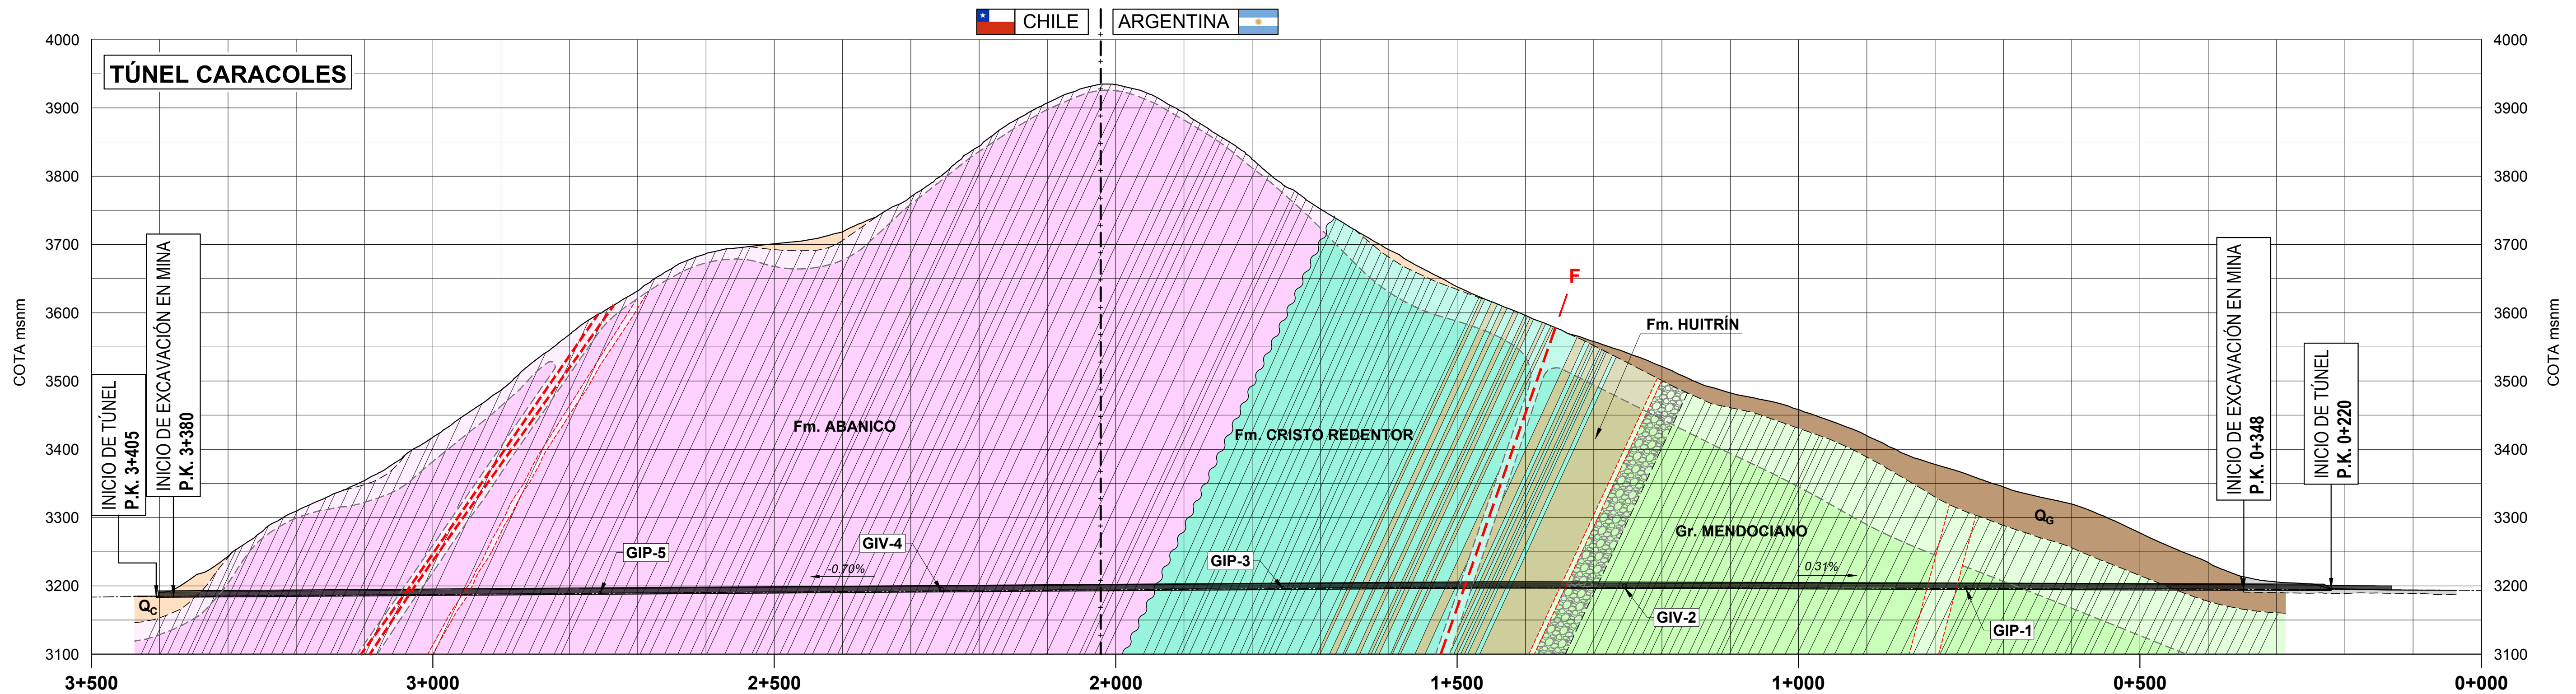 CHILE
ARGENTINA
TÚNEL CARACOLES
4000
3900
3800
3700
3600
3500
3400
3300
3200
3100
COTA msnm
4000
3900
3800
3700
3600
3500
3400
3300
3200
3100
COTA msnm
INICIO DE TÚNEL
P.K. 3+405
INICIO DE EXCAVACIÓN EN MINA
P.K. 3+380
INICIO DE EXCAVACIÓN EN MINA
P.K. 0+348
INICIO DE TÚNEL
P.K. 0+220
F
Fm. HUITRÍN
Fm. ABANICO
Fm. CRISTO REDENTOR
Gr. MENDOCIANO
QG
QC
GIP-5
GIV-4
GIP-3
GIV-2
GIP-1
-0.70%
0.31%
3+500
3+000
2+500
2+000
1+500
1+000
0+500
0+000